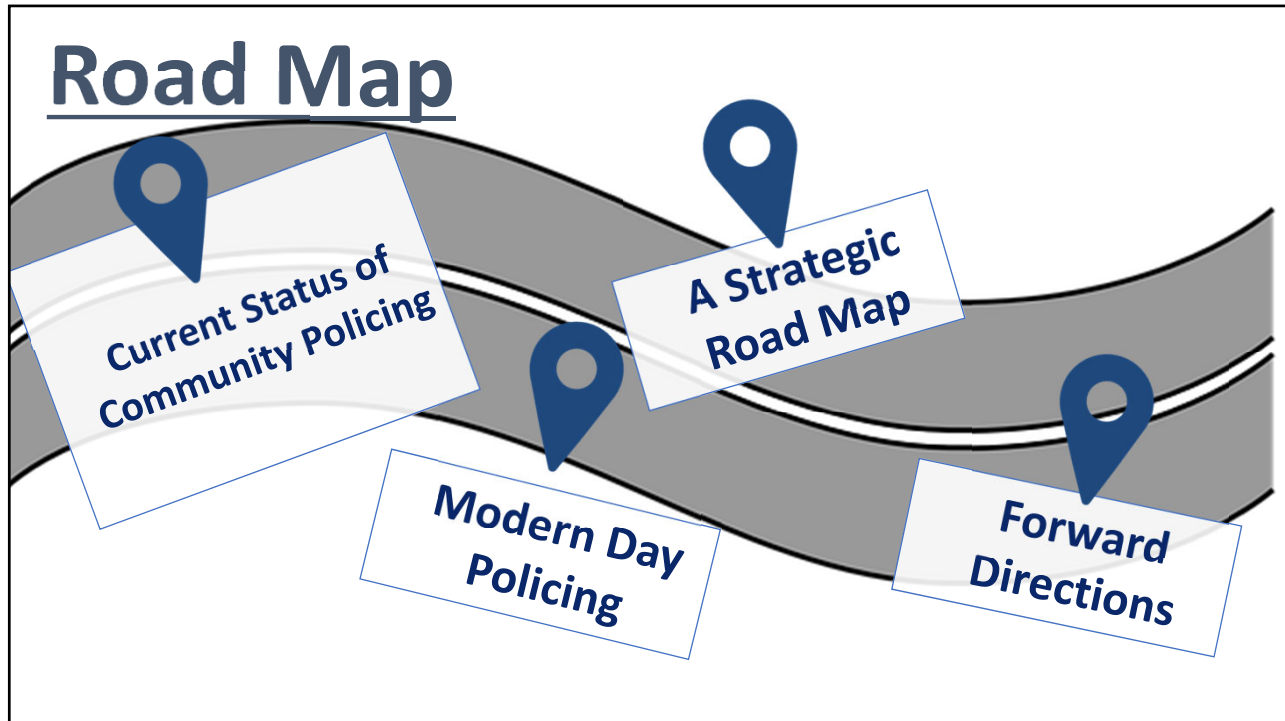 Road Map
Current Status of
Community Policing
Modern Day
Policing
A Strategic
Road Map
Forward
Directions